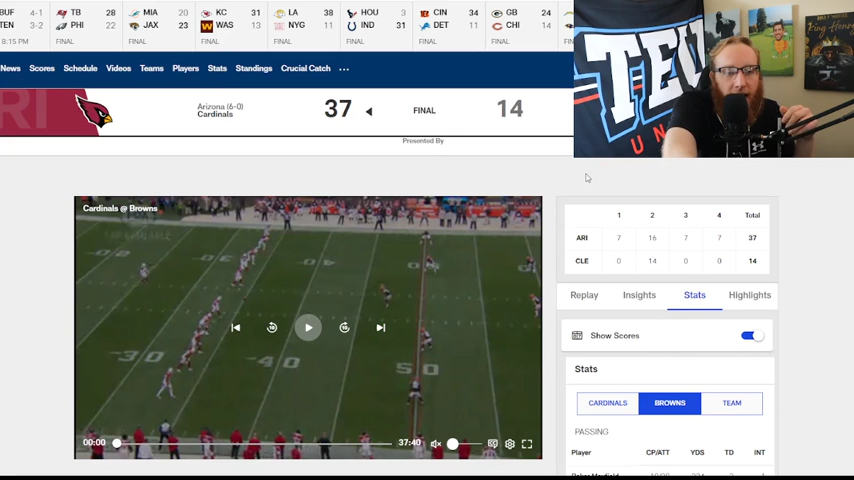 BUF 4-1 TB 28 MIA 20 KC 31 LA 38 HOU 3 CIN 34 GB 24
TEN 3-2 PHI 22 JAX 23 WAS 13 NYG 11 IND 31 DET 11 CHI 14
8:15 PM FINAL FINAL FINAL FINAL FINAL FINAL FINAL
News Scores Schedule Videos Teams Players Stats Standings Crucial Catch ...
Arizona (6-0)
Cardinals
37 FINAL 14
Presented By
Cardinals @ Browns
1 2 3 4 Total
ARI 7 16 7 7 37
CLE 0 14 0 0 14
Replay Insights Stats Highlights
Show Scores
Stats
CARDINALS BROWNS TEAM
PASSING
Player CP/ATT YDS TD INT
00:00 37:40